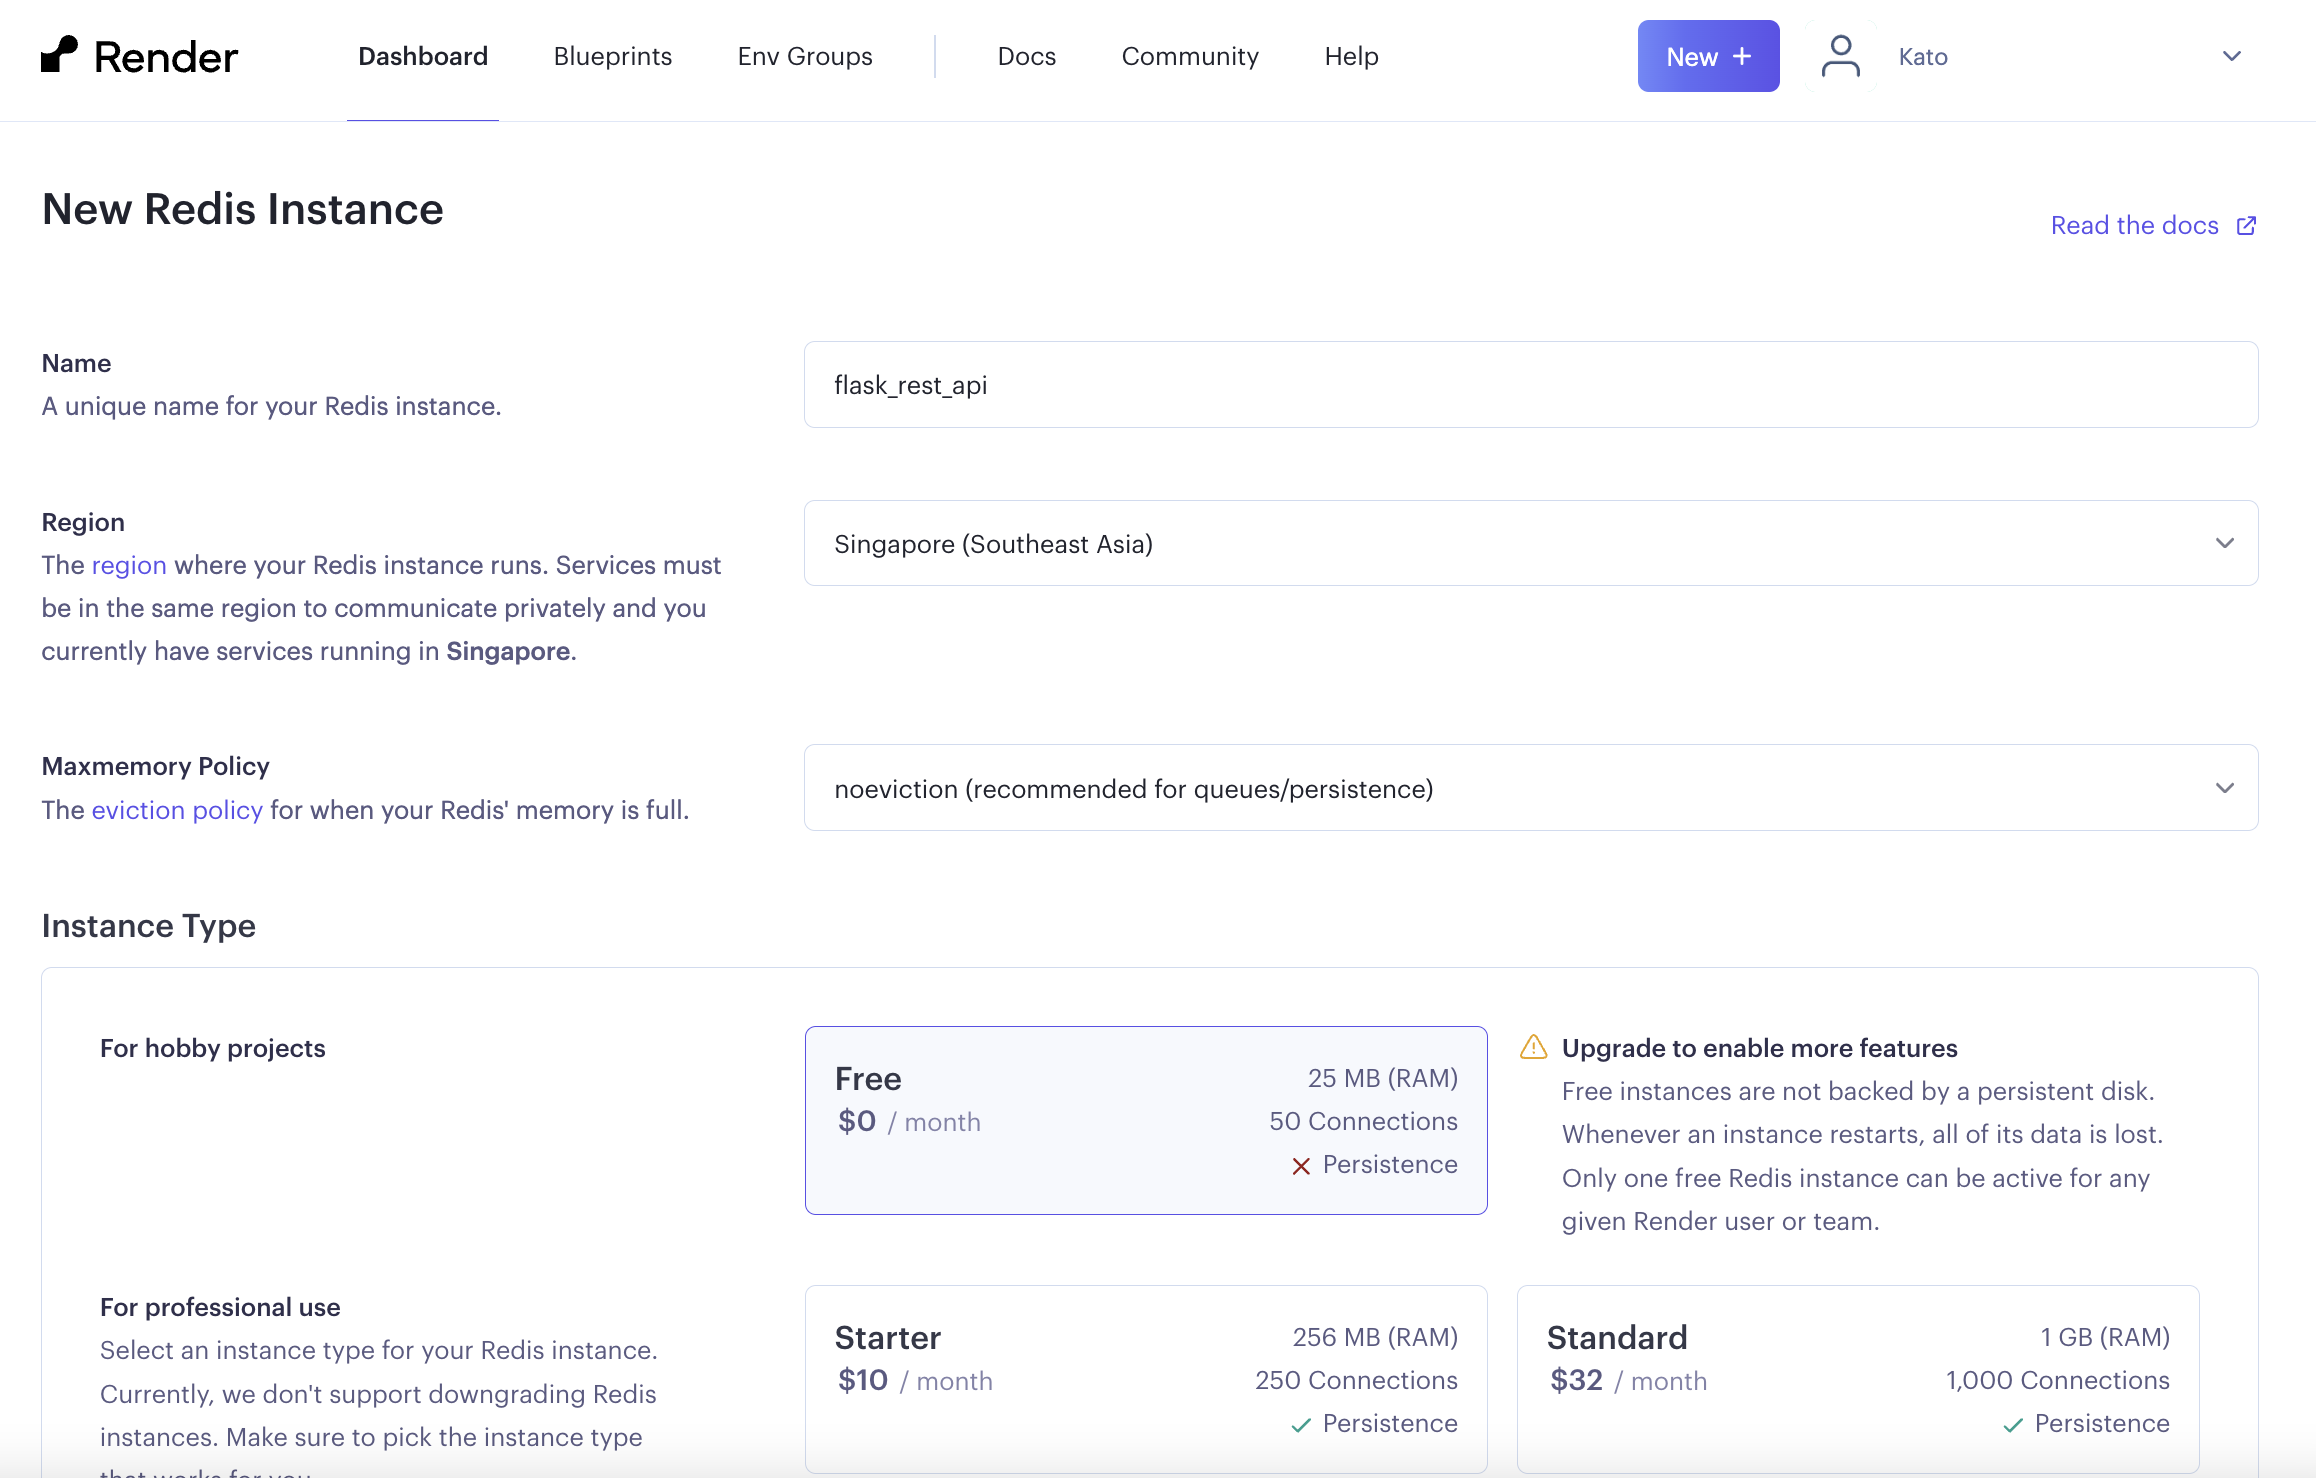 Render
Dashboard
Blueprints
Env Groups
Docs
Community
Help
New +
Kato
New Redis Instance
Read the docs
Name
A unique name for your Redis instance.
flask_rest_api
Region
The region where your Redis instance runs. Services must
be in the same region to communicate privately and you
currently have services running in Singapore.
Singapore (Southeast Asia)
Maxmemory Policy
The eviction policy for when your Redis' memory is full.
noeviction (recommended for queues/persistence)
Instance Type
For hobby projects
Free
$0 / month
25 MB (RAM)
50 Connections
Persistence
Upgrade to enable more features
Free instances are not backed by a persistent disk.
Whenever an instance restarts, all of its data is lost.
Only one free Redis instance can be active for any
given Render user or team.
For professional use
Select an instance type for your Redis instance.
Currently, we don't support downgrading Redis
instances. Make sure to pick the instance type
that works for you.
Starter
$10 / month
256 MB (RAM)
250 Connections
Persistence
Standard
$32 / month
1 GB (RAM)
1,000 Connections
Persistence